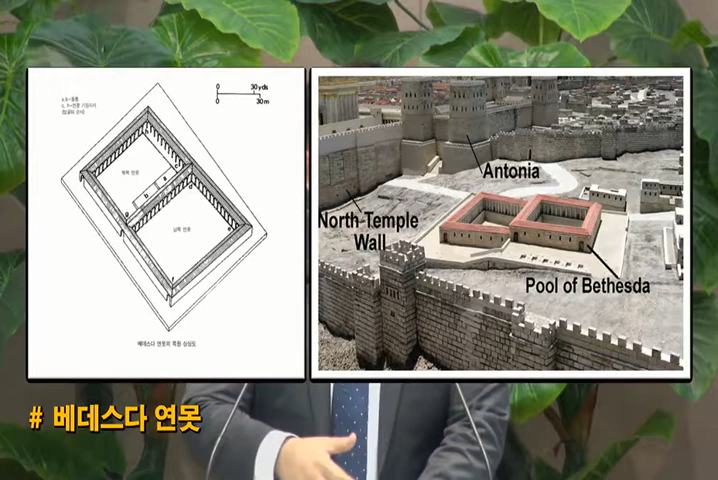 0 30 yds
0 30 m
북쪽 연못
남쪽 연못
베데스다 연못의 복원 상상도
Antonia
North Temple
Wall
Pool of Bethesda
# 베데스다 연못